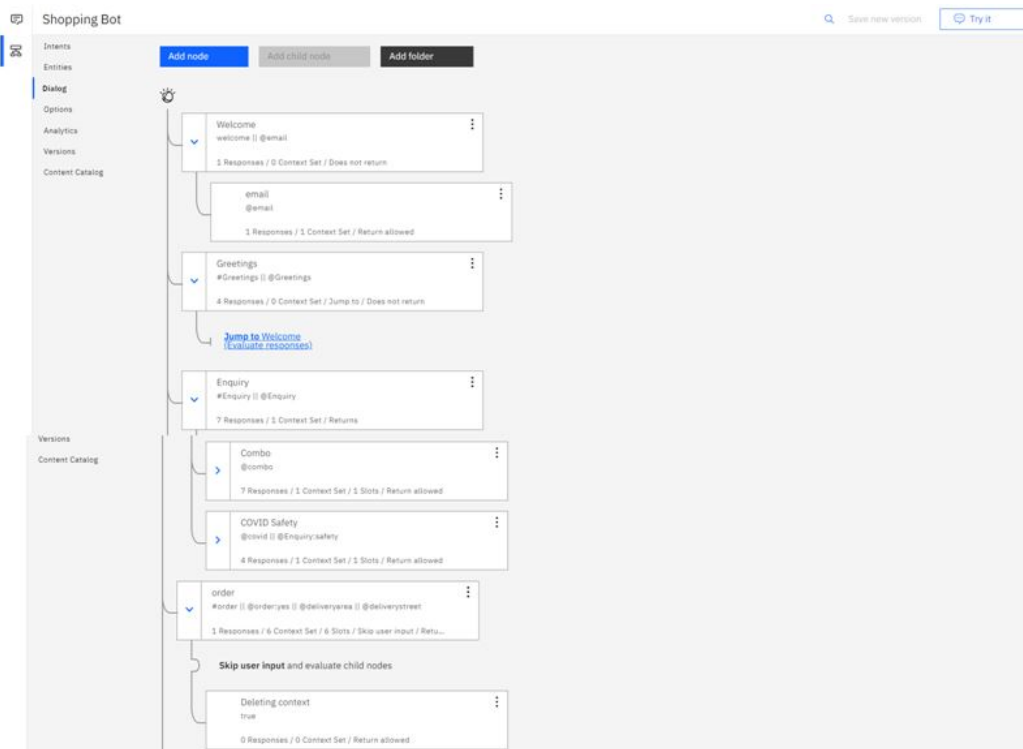 Shopping Bot
Save new version
Try it
Intents
Entities
Dialog
Options
Analytics
Versions
Content Catalog
Add node
Add child node
Add folder
Welcome
welcome || @email
1 Responses / 0 Context Set / Does not return
email
@email
1 Responses / 1 Context Set / Return allowed
Greetings
#Greetings || @Greetings
4 Responses / 0 Context Set / Jump to / Does not return
Jump to Welcome
(Evaluate responses)
Enquiry
#Enquiry || @Enquiry
7 Responses / 1 Context Set / Returns
Versions
Content Catalog
Combo
@combo
7 Responses / 1 Context Set / 1 Slots / Return allowed
COVID Safety
@covid || @Enquiry:safety
4 Responses / 1 Context Set / 1 Slots / Return allowed
order
#order || @order:yes || @deliveryarea || @deliverystreet
1 Responses / 6 Context Set / 6 Slots / Skip user input / Retu...
Skip user input and evaluate child nodes
Deleting context
true
0 Responses / 0 Context Set / Return allowed